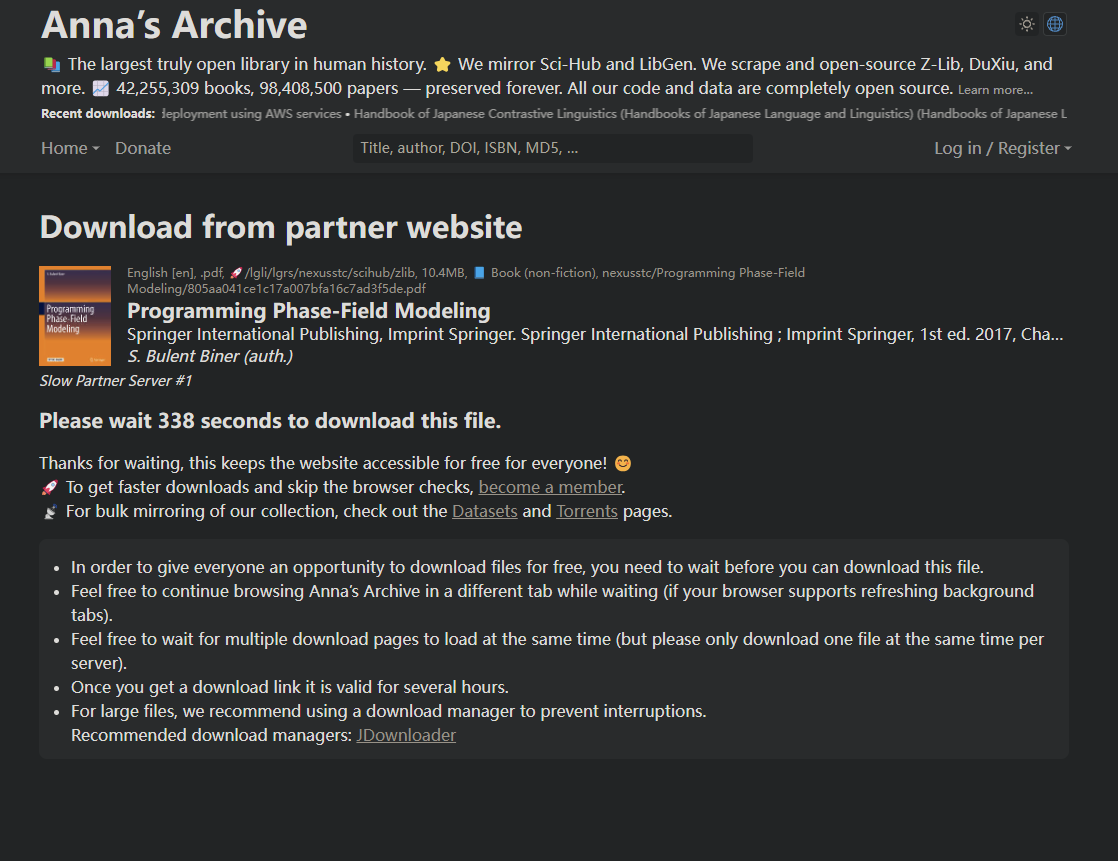 Anna’s Archive
The largest truly open library in human history. ⭐ We mirror Sci-Hub and LibGen. We scrape and open-source Z-Lib, DuXiu, and
more. 📈 42,255,309 books, 98,408,500 papers — preserved forever. All our code and data are completely open source. Learn more…
Recent downloads: deployment using AWS services • Handbook of Japanese Contrastive Linguistics (Handbooks of Japanese Language and Linguistics) (Handbooks of Japanese L
Home Donate Title, author, DOI, ISBN, MD5, … Log in / Register
Download from partner website
English [en], .pdf, 🚀/lgli/lgrs/nexusstc/scihub/zlib, 10.4MB, 📘 Book (non-fiction), nexusstc/Programming Phase-Field
Modeling/805aa041ce1c17a007bfa16c7ad3f5de.pdf
Programming Phase-Field Modeling
Springer International Publishing, Imprint Springer. Springer International Publishing ; Imprint Springer, 1st ed. 2017, Cha…
S. Bulent Biner (auth.)
S. Bulent Biner
Programming
Phase-Field
Modeling
Slow Partner Server #1
Please wait 338 seconds to download this file.
Thanks for waiting, this keeps the website accessible for free for everyone! 😊
🚀 To get faster downloads and skip the browser checks, become a member.
📡 For bulk mirroring of our collection, check out the Datasets and Torrents pages.
• In order to give everyone an opportunity to download files for free, you need to wait before you can download this file.
• Feel free to continue browsing Anna’s Archive in a different tab while waiting (if your browser supports refreshing background
tabs).
• Feel free to wait for multiple download pages to load at the same time (but please only download one file at the same time per
server).
• Once you get a download link it is valid for several hours.
• For large files, we recommend using a download manager to prevent interruptions.
Recommended download managers: JDownloader